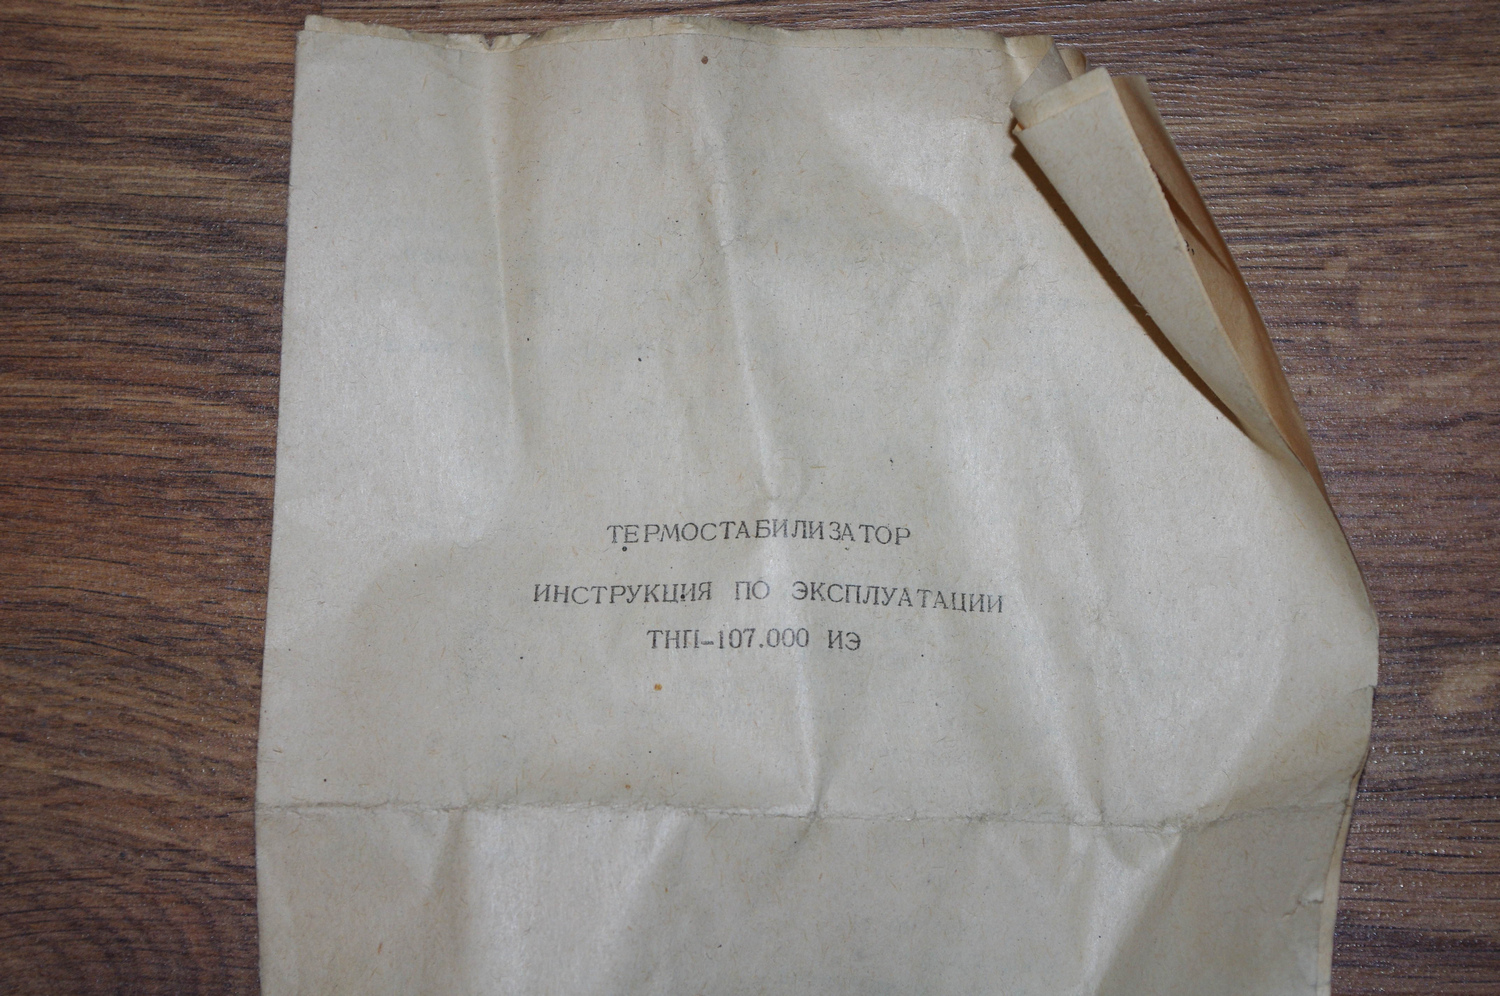 ТЕРМОСТАБИЛИЗАТОР
ИНСТРУКЦИЯ ПО ЭКСПЛУАТАЦИИ
ТНП-107.000 ИЭ